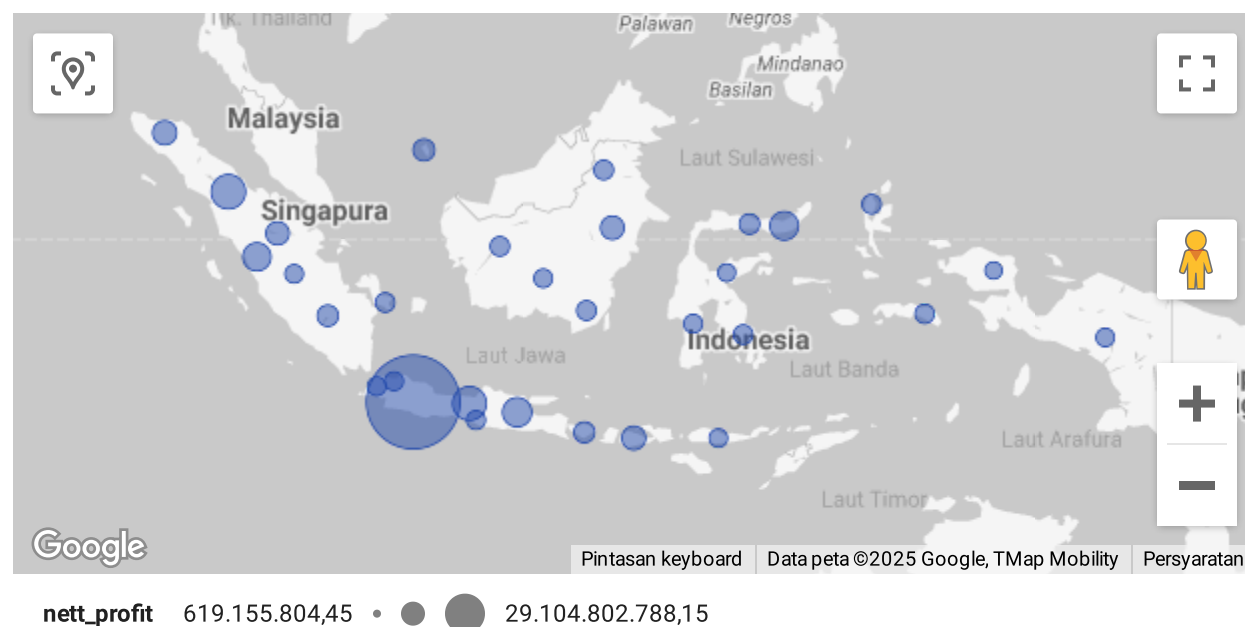 Tlk. Thailand
Palawan
Negros
Mindanao
Basilan
Malaysia
Laut Sulawesi
Singapura
Indonesia
Laut Jawa
Laut Banda
Laut Arafura
Laut Timor
Google
Pintasan keyboard
Data peta ©2025 Google, TMap Mobility
Persyaratan
nett_profit 619.155.804,45 29.104.802.788,15